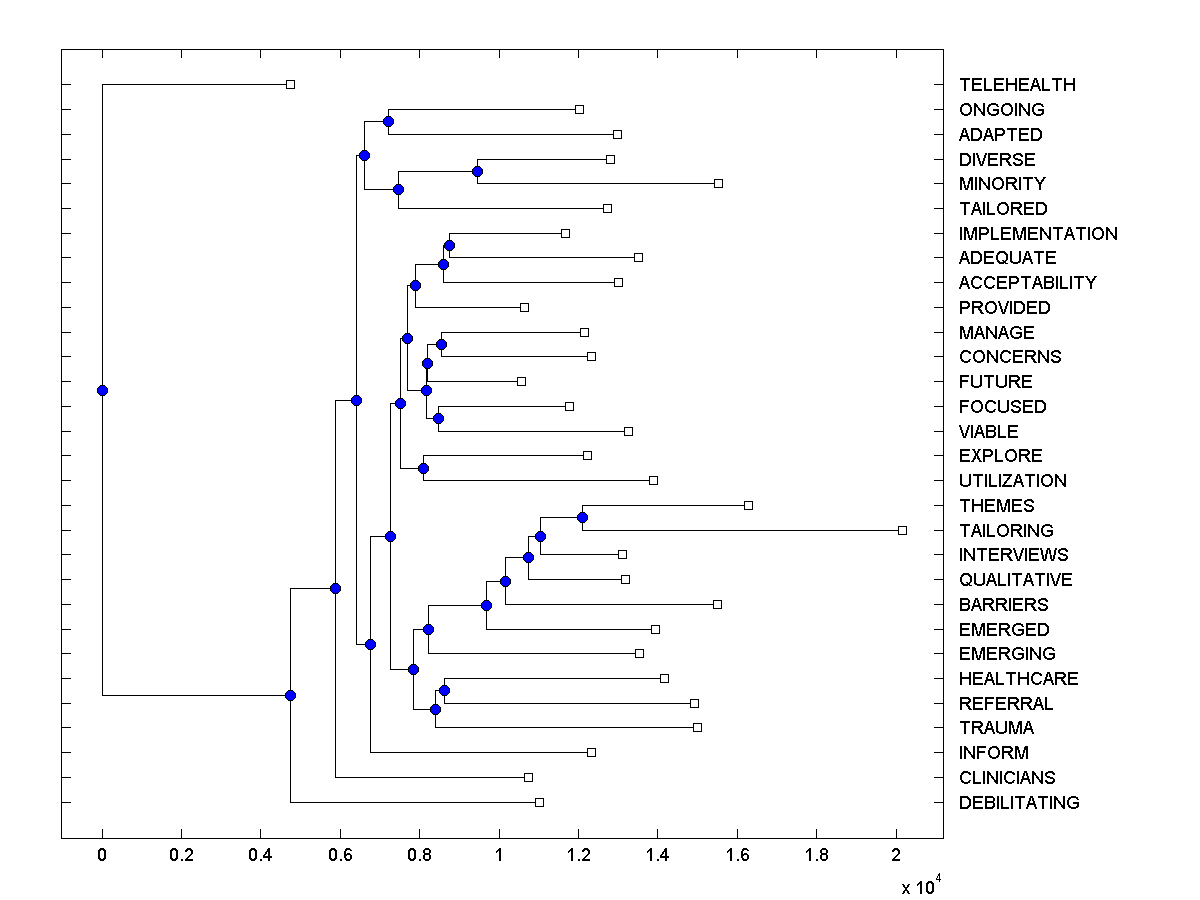 TELEHEALTH
ONGOING
ADAPTED
DIVERSE
MINORITY
TAILORED
IMPLEMENTATION
ADEQUATE
ACCEPTABILITY
PROVIDED
MANAGE
CONCERNS
FUTURE
FOCUSED
VIABLE
EXPLORE
UTILIZATION
THEMES
TAILORING
INTERVIEWS
QUALITATIVE
BARRIERS
EMERGED
EMERGING
HEALTHCARE
REFERRAL
TRAUMA
INFORM
CLINICIANS
DEBILITATING
0 0.2 0.4 0.6 0.8 1 1.2 1.4 1.6 1.8 2
x 10^4